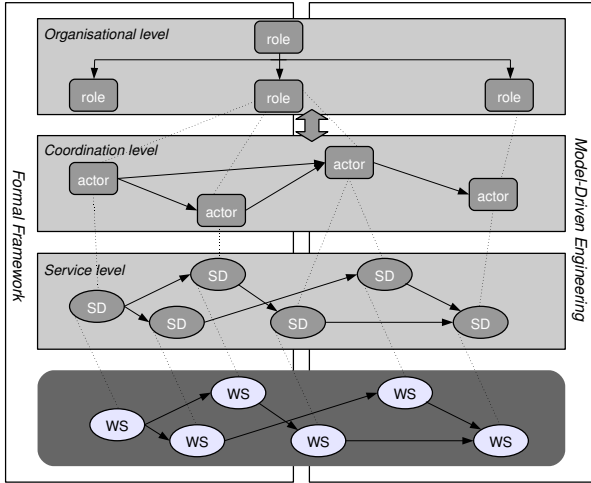 Organisational level
role
role
role
role
Coordination level
actor
actor
actor
actor
Formal Framework
Model-Driven Engineering
Service level
SD
SD
SD
SD
SD
SD
WS
WS
WS
WS
WS
WS